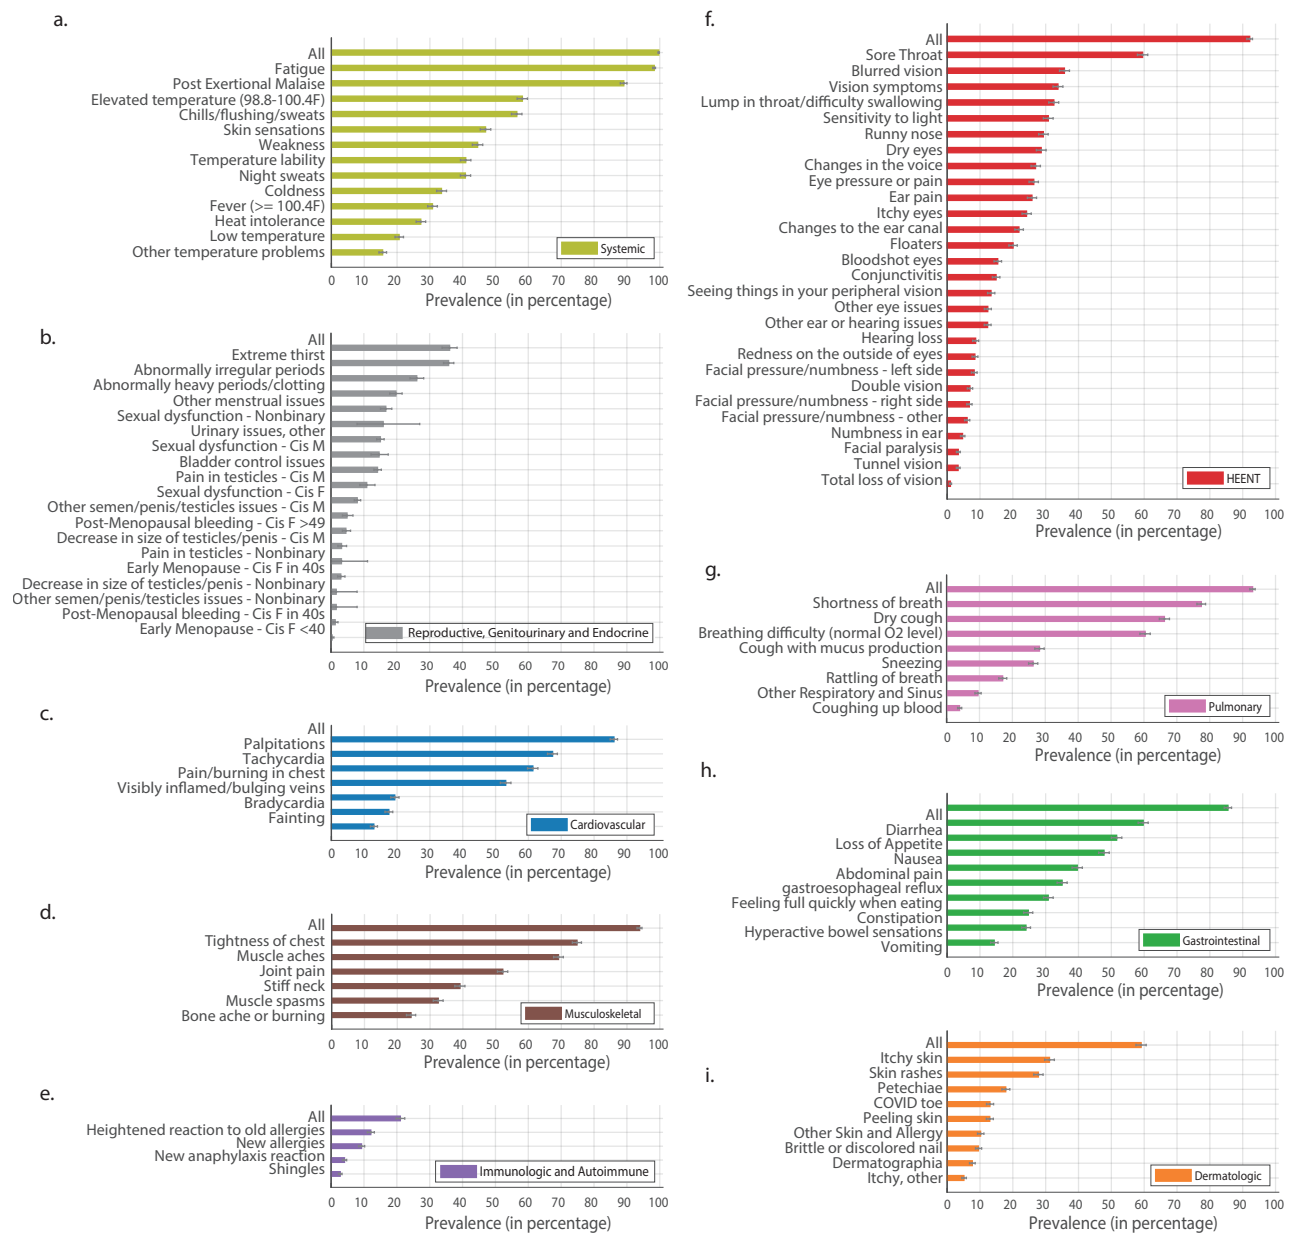 a.
All
Fatigue
Post Exertional Malaise
Elevated temperature (98.8-100.4F)
Chills/flushing/sweats
Skin sensations
Weakness
Temperature lability
Night sweats
Coldness
Fever (>= 100.4F)
Heat intolerance
Low temperature
Other temperature problems
Systemic
0 10 20 30 40 50 60 70 80 90 100
Prevalence (in percentage)
b.
All
Extreme thirst
Abnormally irregular periods
Abnormally heavy periods/clotting
Other menstrual issues
Sexual dysfunction - Nonbinary
Urinary issues, other
Sexual dysfunction - Cis M
Bladder control issues
Pain in testicles - Cis M
Sexual dysfunction - Cis F
Other semen/penis/testicles issues - Cis M
Post-Menopausal bleeding - Cis F >49
Decrease in size of testicles/penis - Cis M
Pain in testicles - Nonbinary
Early Menopause - Cis F in 40s
Decrease in size of testicles/penis - Nonbinary
Other semen/penis/testicles issues - Nonbinary
Post-Menopausal bleeding - Cis F in 40s
Early Menopause - Cis F <40
Reproductive, Genitourinary and Endocrine
0 10 20 30 40 50 60 70 80 90 100
Prevalence (in percentage)
c.
All
Palpitations
Tachycardia
Pain/burning in chest
Visibly inflamed/bulging veins
Bradycardia
Fainting
Cardiovascular
0 10 20 30 40 50 60 70 80 90 100
Prevalence (in percentage)
d.
All
Tightness of chest
Muscle aches
Joint pain
Stiff neck
Muscle spasms
Bone ache or burning
Musculoskeletal
0 10 20 30 40 50 60 70 80 90 100
Prevalence (in percentage)
e.
All
Heightened reaction to old allergies
New allergies
New anaphylaxis reaction
Shingles
Immunologic and Autoimmune
0 10 20 30 40 50 60 70 80 90 100
Prevalence (in percentage)
f.
All
Sore Throat
Blurred vision
Vision symptoms
Lump in throat/difficulty swallowing
Sensitivity to light
Runny nose
Dry eyes
Changes in the voice
Eye pressure or pain
Ear pain
Itchy eyes
Changes to the ear canal
Floaters
Bloodshot eyes
Conjunctivitis
Seeing things in your peripheral vision
Other eye issues
Other ear or hearing issues
Hearing loss
Redness on the outside of eyes
Facial pressure/numbness - left side
Double vision
Facial pressure/numbness - right side
Facial pressure/numbness - other
Numbness in ear
Facial paralysis
Tunnel vision
Total loss of vision
HEENT
0 10 20 30 40 50 60 70 80 90 100
Prevalence (in percentage)
g.
All
Shortness of breath
Dry cough
Breathing difficulty (normal O2 level)
Cough with mucus production
Sneezing
Rattling of breath
Other Respiratory and Sinus
Coughing up blood
Pulmonary
0 10 20 30 40 50 60 70 80 90 100
Prevalence (in percentage)
h.
All
Diarrhea
Loss of Appetite
Nausea
Abdominal pain
gastroesophageal reflux
Feeling full quickly when eating
Constipation
Hyperactive bowel sensations
Vomiting
Gastrointestinal
0 10 20 30 40 50 60 70 80 90 100
Prevalence (in percentage)
i.
All
Itchy skin
Skin rashes
Petechiae
COVID toe
Peeling skin
Other Skin and Allergy
Brittle or discolored nail
Dermatographia
Itchy, other
Dermatologic
0 10 20 30 40 50 60 70 80 90 100
Prevalence (in percentage)